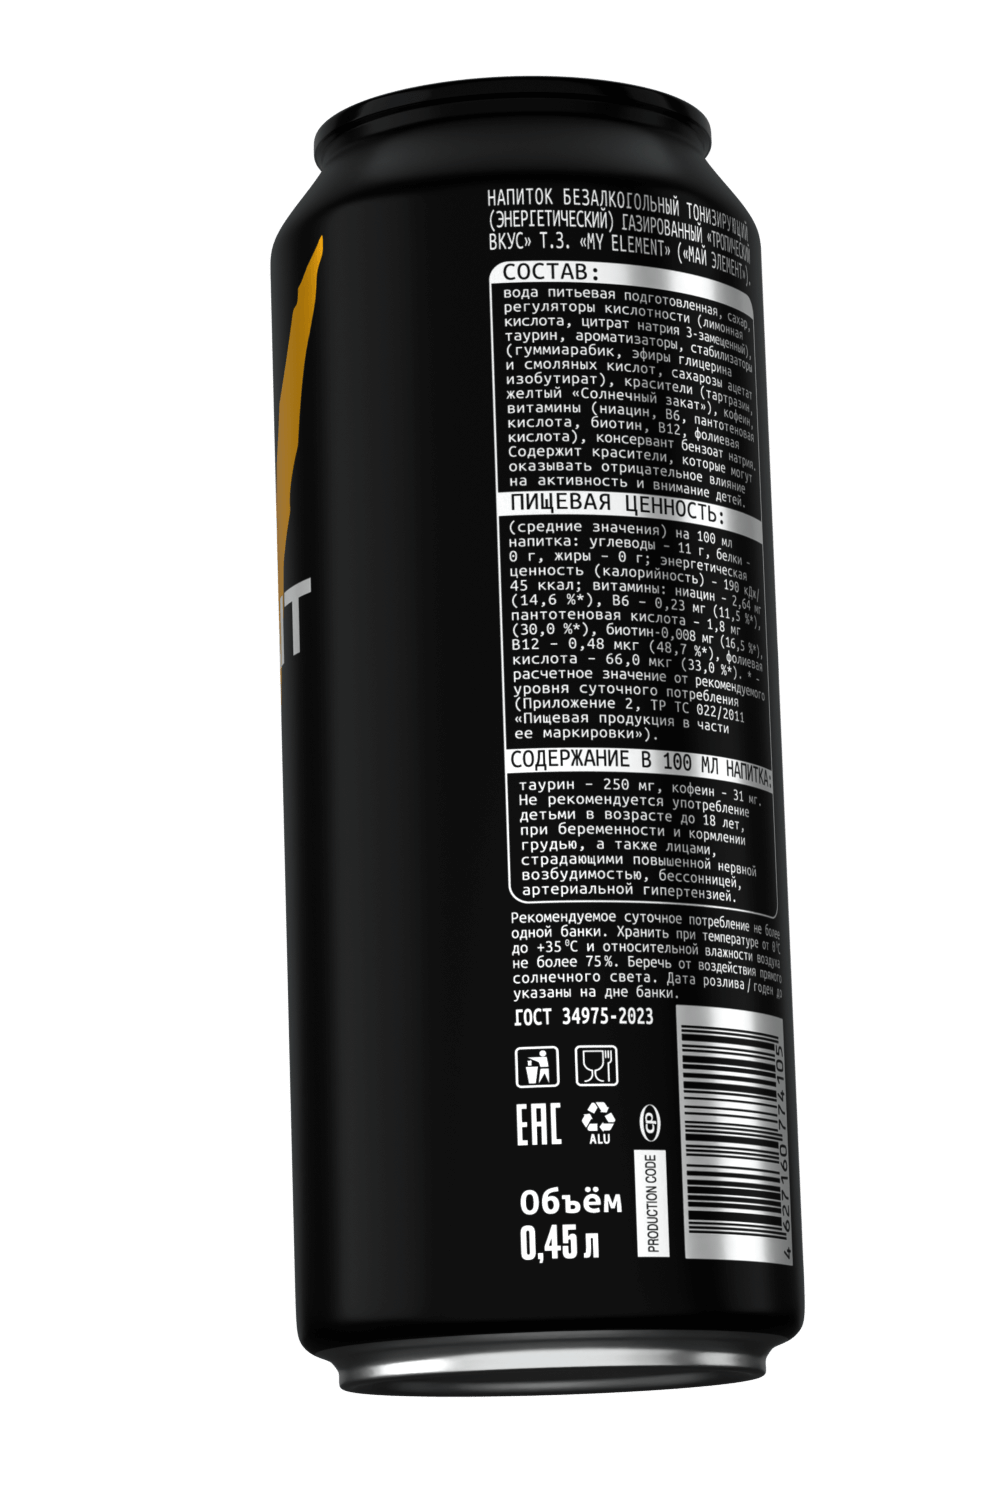 НТ
НАПИТОК БЕЗАЛКОГОЛЬНЫЙ ТОНИЗИРУЮЩИЙ
(ЭНЕРГЕТИЧЕСКИЙ) ГАЗИРОВАННЫЙ «ТРОПИЧЕСКИЙ
ВКУС» Т.З. «MY ELEMENT» («МАЙ ЭЛЕМЕНТ»).
СОСТАВ:
вода питьевая подготовленная, сахар,
регуляторы кислотности (лимонная
кислота, цитрат натрия 3-замещенный),
таурин, ароматизаторы, стабилизаторы
(гуммиарабик, эфиры глицерина
и смоляных кислот, сахарозы ацетат
изобутират), красители (тартразин,
желтый «Солнечный закат»), кофеин,
витамины (ниацин, В6, пантотеновая
кислота, биотин, В12, фолиевая
кислота), консервант бензоат натрия.
Содержит красители, которые могут
оказывать отрицательное влияние
на активность и внимание детей.
ПИЩЕВАЯ ЦЕННОСТЬ:
(средние значения) на 100 мл
напитка: углеводы – 11 г, белки –
0 г, жиры – 0 г; энергетическая
ценность (калорийность) – 190 кДж/
45 ккал; витамины: ниацин – 2,64 мг
(14,6 %*), В6 – 0,23 мг (11,5 %*),
пантотеновая кислота – 1,8 мг
(30,0 %*), биотин-0,008 мг (16,5 %*),
В12 – 0,48 мкг (48,7 %*), фолиевая
кислота – 66,0 мкг (33,0 %*). * –
расчетное значение от рекомендуемого
уровня суточного потребления
(Приложение 2, ТР ТС 022/2011
«Пищевая продукция в части
ее маркировки»).
СОДЕРЖАНИЕ В 100 МЛ НАПИТКА:
таурин – 250 мг, кофеин – 31 мг.
Не рекомендуется употребление
детьми в возрасте до 18 лет,
при беременности и кормлении
грудью, а также лицами,
страдающими повышенной нервной
возбудимостью, бессонницей,
артериальной гипертензией.
Рекомендуемое суточное потребление не более
одной банки. Хранить при температуре от 0°C
до +35°C и относительной влажности воздуха
не более 75%. Беречь от воздействия прямого
солнечного света. Дата розлива/годен до
указаны на дне банки.
ГОСТ 34975-2023
ЕАС
ALU
Объём
0,45 л
PRODUCTION CODE
4 627160 774105